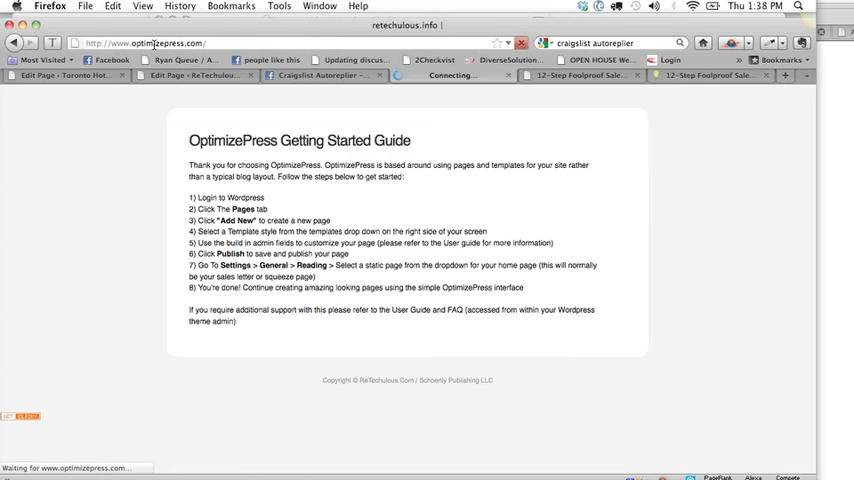 Firefox File Edit View History Bookmarks Tools Window Help Thu 1:38 PM
retechulous.info |
http://www.optimizepress.com/ craigslist autoreplier
Most Visited Facebook Ryan Queue / A... Updating discus... people like this 2Checkvist DiverseSolution... OPEN HOUSE We... Login » Bookmarks
Edit Page ‹ Toronto Hot... Edit Page ‹ ReTechulous... Craigslist Autoreplier –... Connecting... 12-Step Foolproof Sale... 12-Step Foolproof Sale...
OptimizePress Getting Started Guide
Thank you for choosing OptimizePress. OptimizePress is based around using pages and templates for your site rather
than a typical blog layout. Follow the steps below to get started:
1) Login to Wordpress
2) Click The Pages tab
3) Click "Add New" to create a new page
4) Select a Template style from the templates drop down on the right side of your screen
5) Use the build in admin fields to customize your page (please refer to the User guide for more information)
6) Click Publish to save and publish your page
7) Go To Settings > General > Reading > Select a static page from the dropdown for your home page (this will normally
be your sales letter or squeeze page)
8) You're done! Continue creating amazing looking pages using the simple OptimizePress interface
If you require additional support with this please refer to the User Guide and FAQ (accessed from within your Wordpress
theme admin)
Copyright © ReTechulous.Com / Schoenly Publishing LLC
Waiting for www.optimizepress.com...
PageRank Alexa Compete